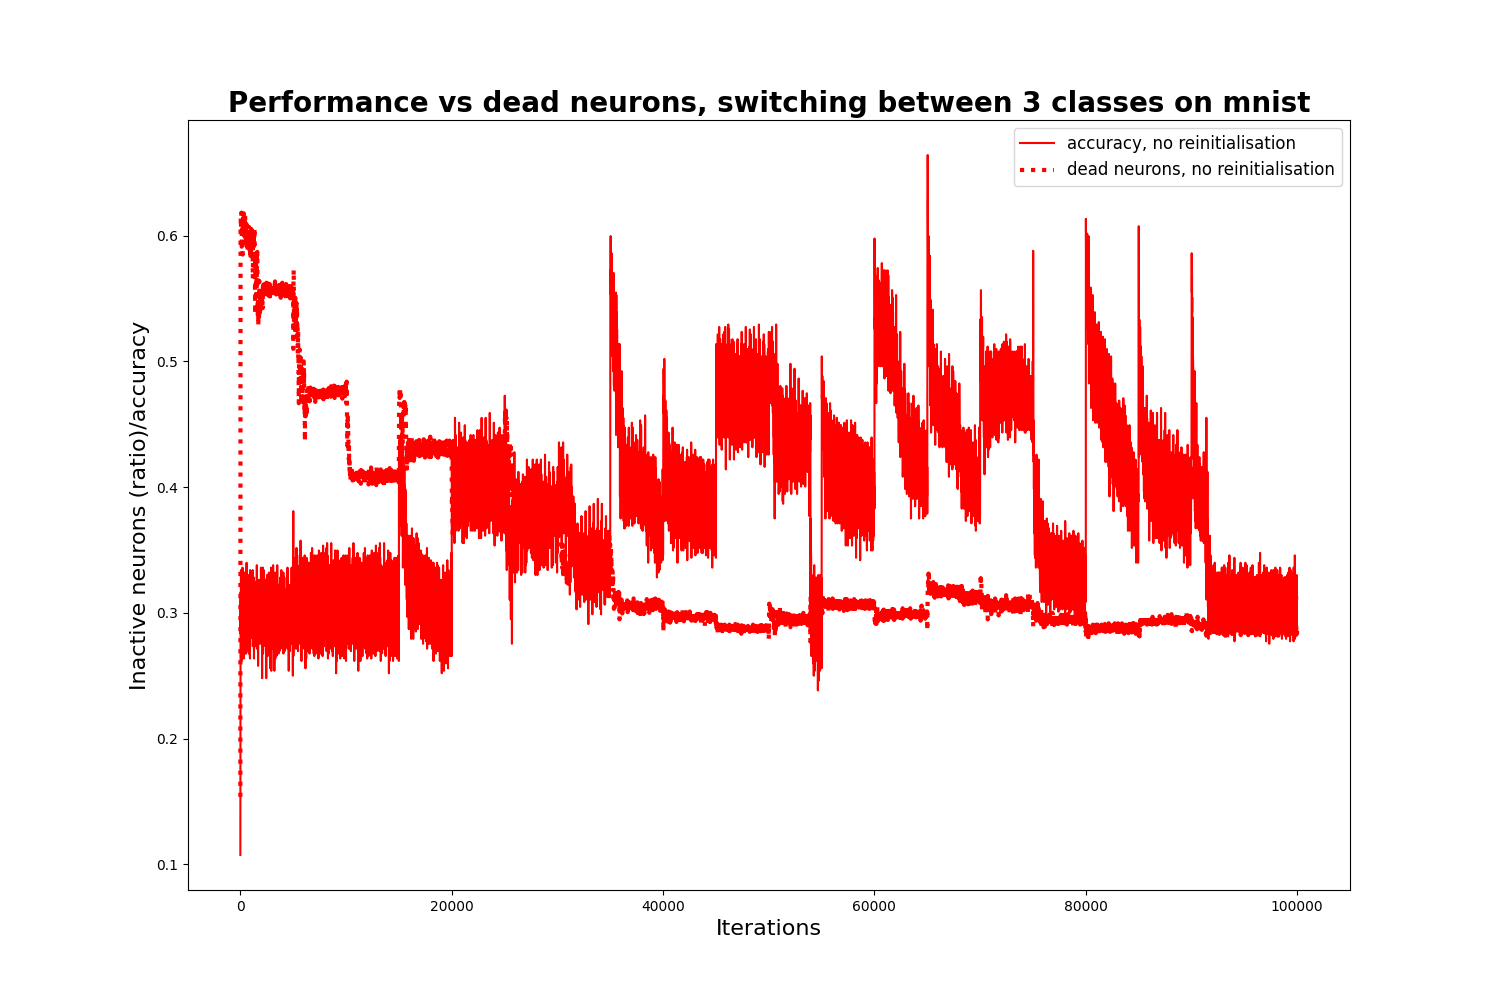 Performance vs dead neurons, switching between 3 classes on mnist
accuracy, no reinitialisation
dead neurons, no reinitialisation
Inactive neurons (ratio)/accuracy
0.6
0.5
0.4
0.3
0.2
0.1
0 20000 40000 60000 80000 100000
Iterations